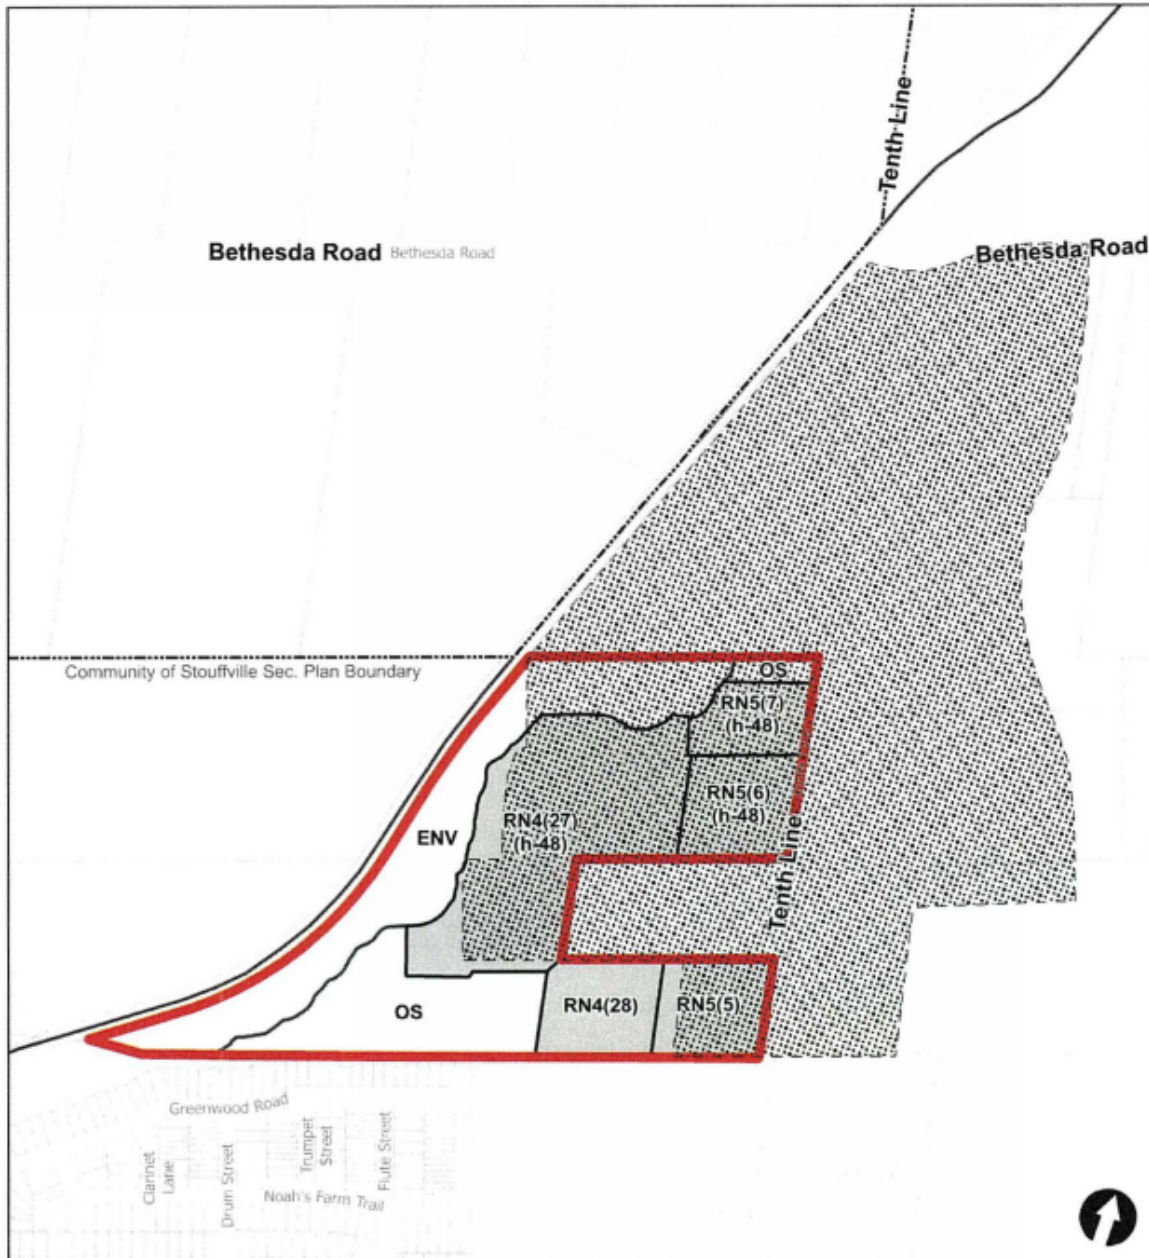 Tenth Line
Bethesda Road Bethesda Road
Bethesda Road
Community of Stouffville Sec. Plan Boundary
OS
RN5(7)
(h-48)
RN5(6)
(h-48)
RN4(27)
(h-48)
ENV
Tenth Line
OS
RN4(28)
RN5(5)
Greenwood Road
Clarinet
Lane
Drum Street
Trumpet
Street
Flute Street
Noah's Farm Trail